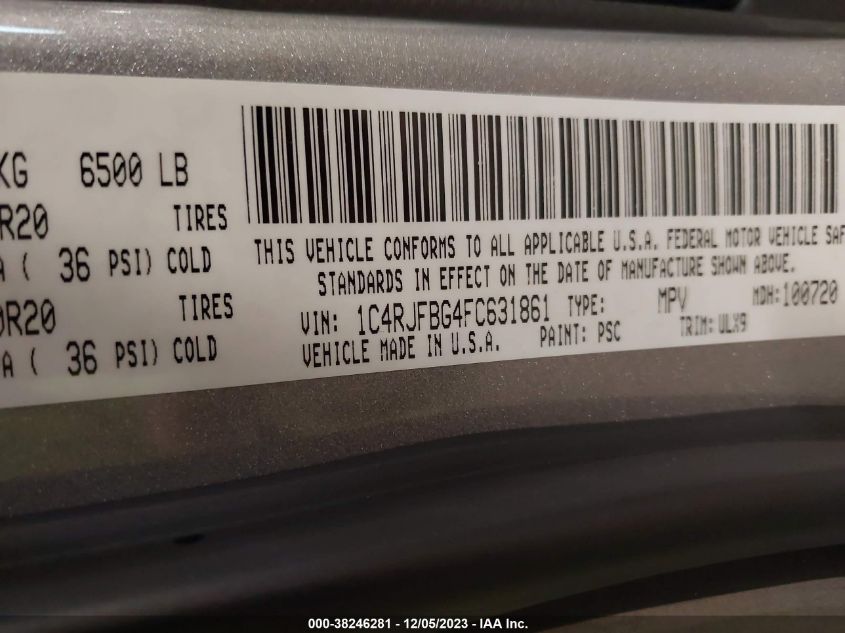 KG 6500 LB
R20 TIRES
A ( 36 PSI) COLD
R20 TIRES
A ( 36 PSI) COLD
THIS VEHICLE CONFORMS TO ALL APPLICABLE U.S.A. FEDERAL MOTOR VEHICLE SAF
STANDARDS IN EFFECT ON THE DATE OF MANUFACTURE SHOWN ABOVE.
VIN: 1C4RJFBG4FC631861 TYPE: MPV MDH:100720
VEHICLE MADE IN U.S.A. PAINT: PSC TRIM:ULX9
000-38246281 - 12/05/2023 - IAA Inc.